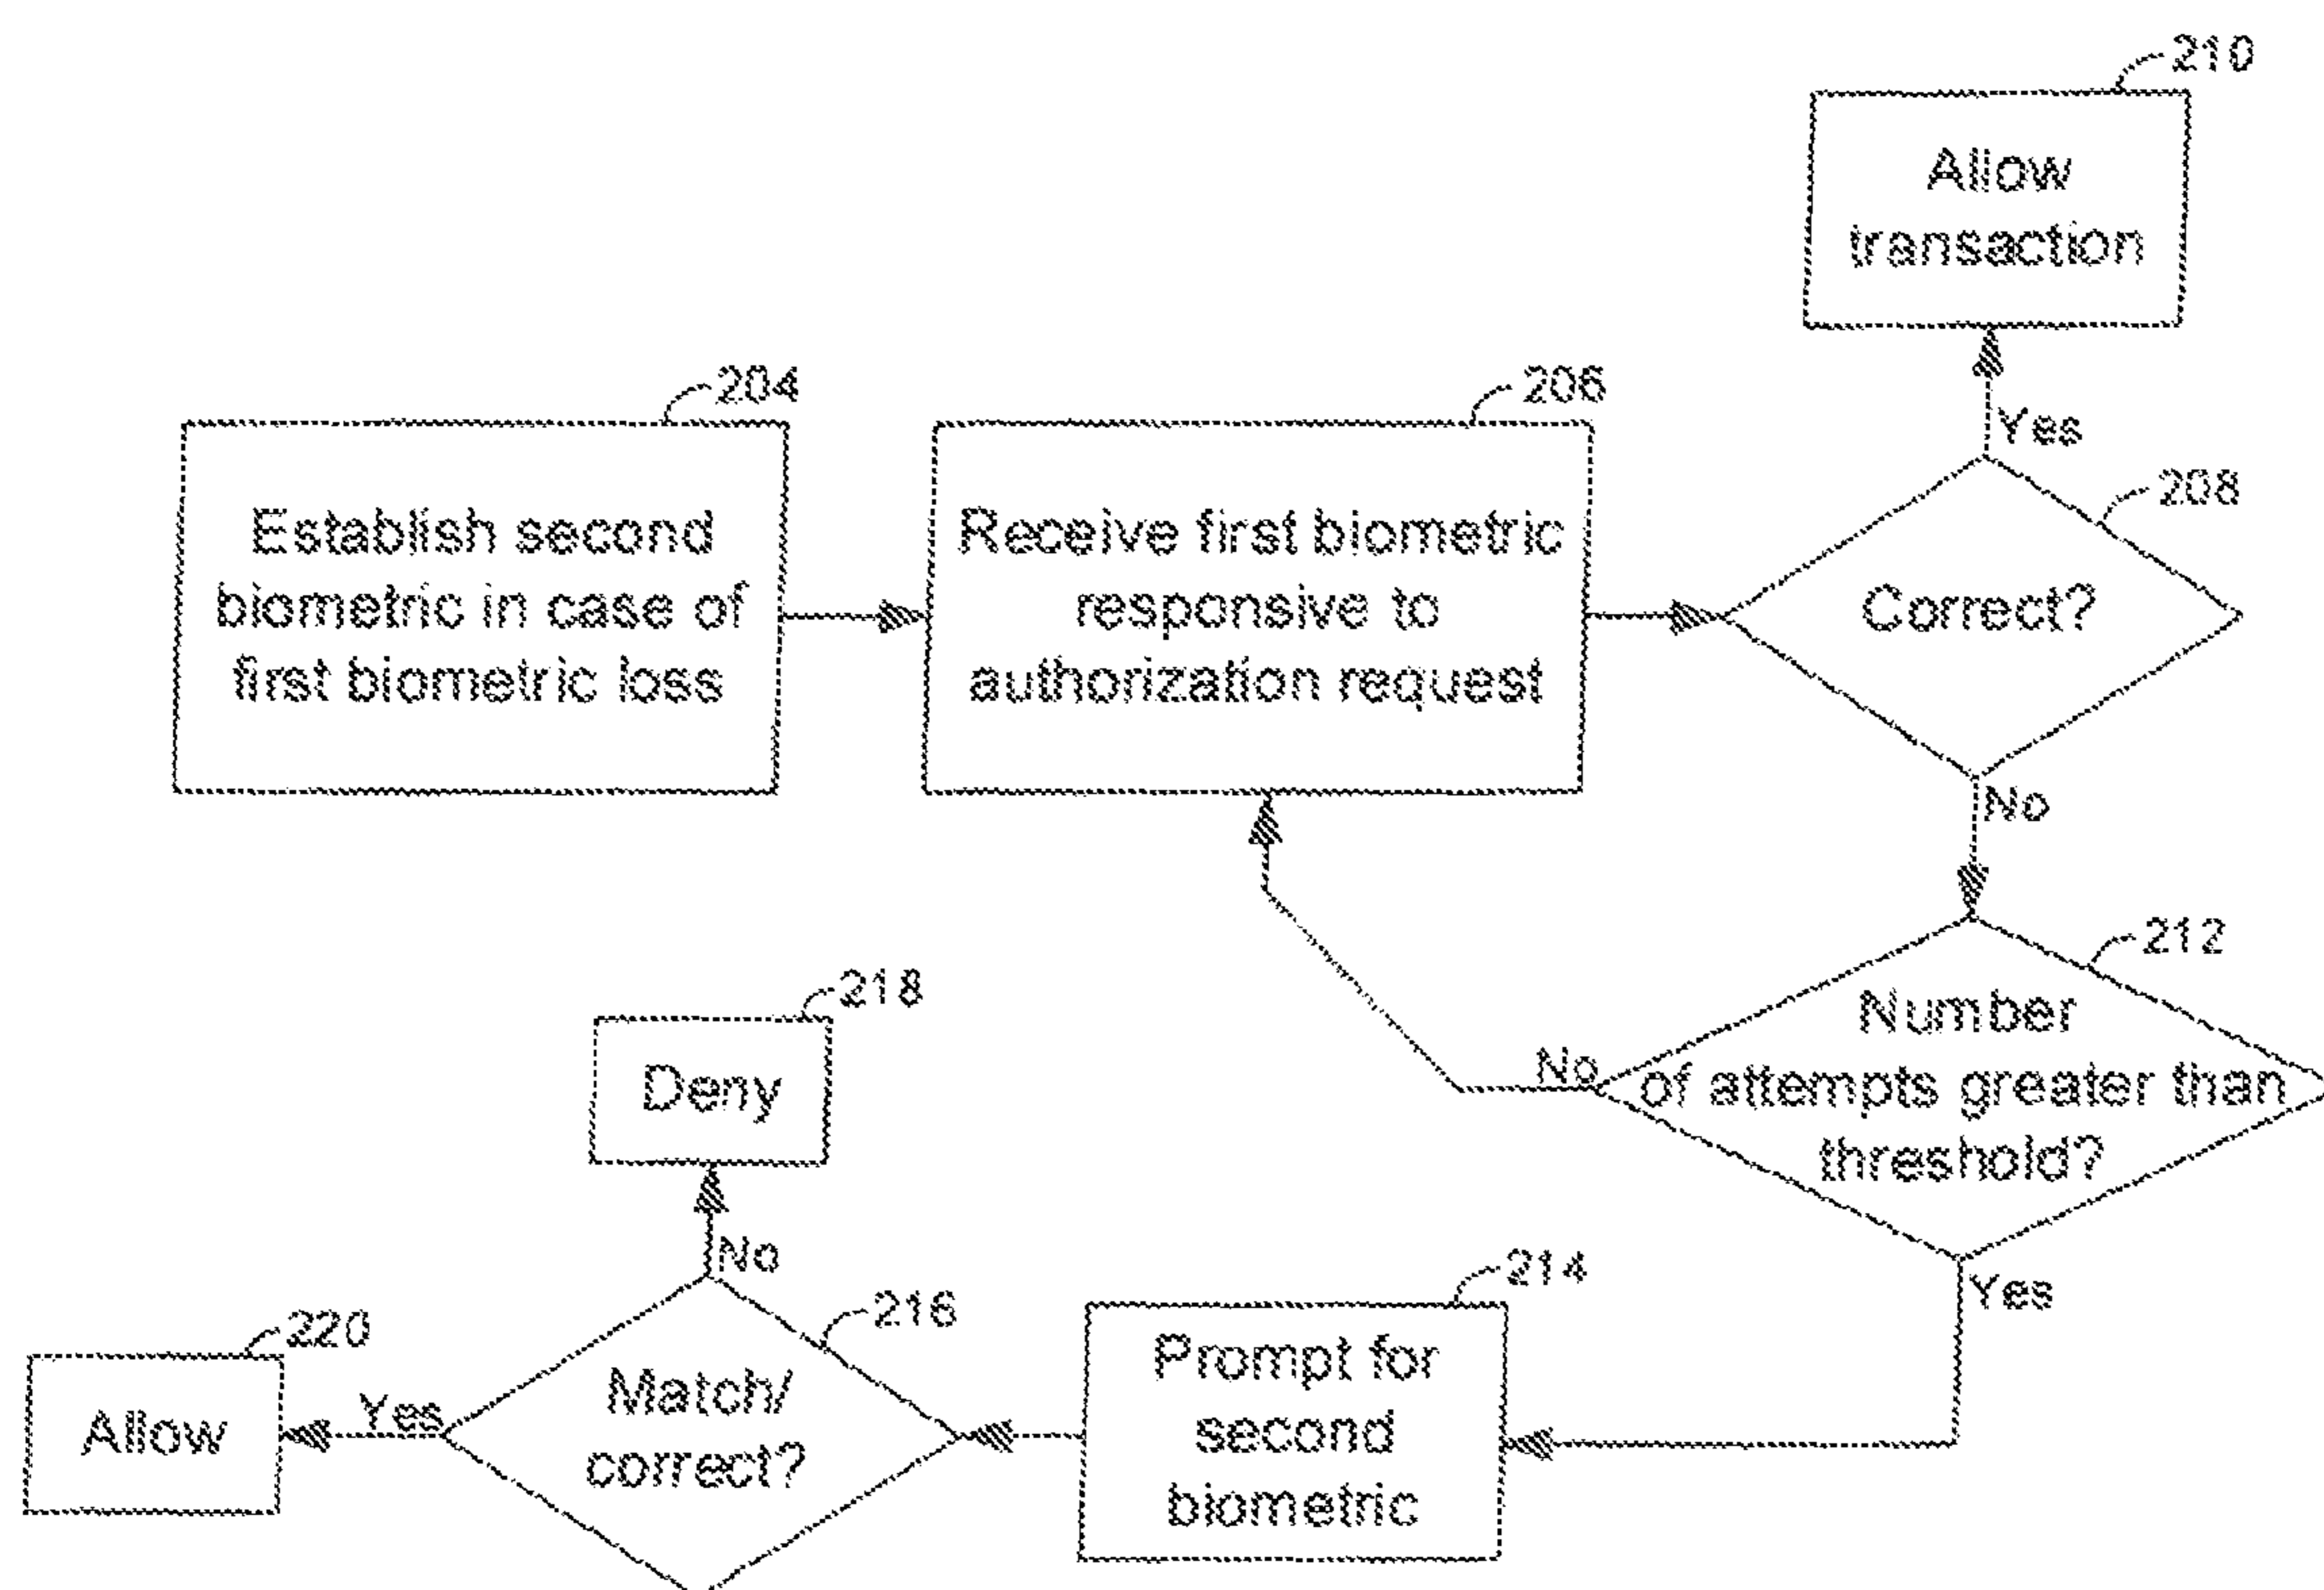 210
Allow
transaction
204
206
Yes
208
Establish second
biometric in case of
first biometric loss
Receive first biometric
responsive to
authorization request
Correct?
No
212
218
Number
of attempts greater than
threshold?
No
Deny
No
214
Yes
216
220
Prompt for
second
biometric
Match/
correct?
Yes
Allow